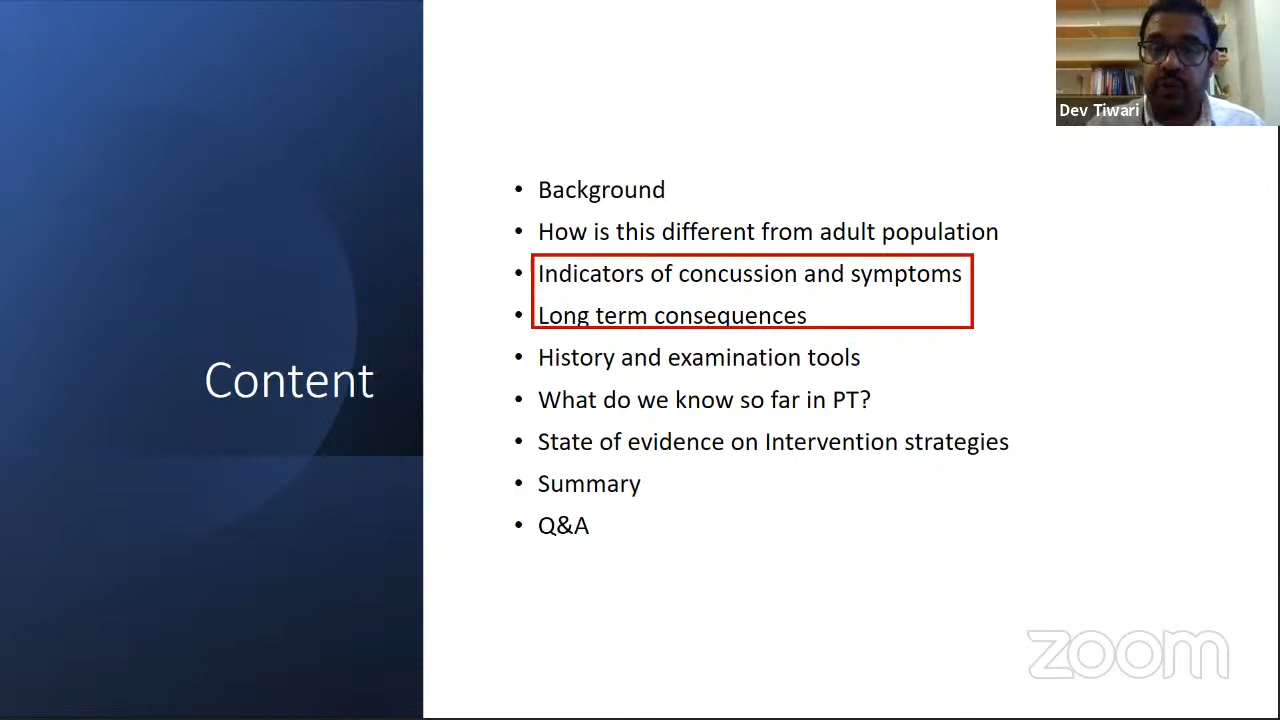 Dev Tiwari
Content
• Background
• How is this different from adult population
• Indicators of concussion and symptoms
• Long term consequences
• History and examination tools
• What do we know so far in PT?
• State of evidence on Intervention strategies
• Summary
• Q&A
zoom